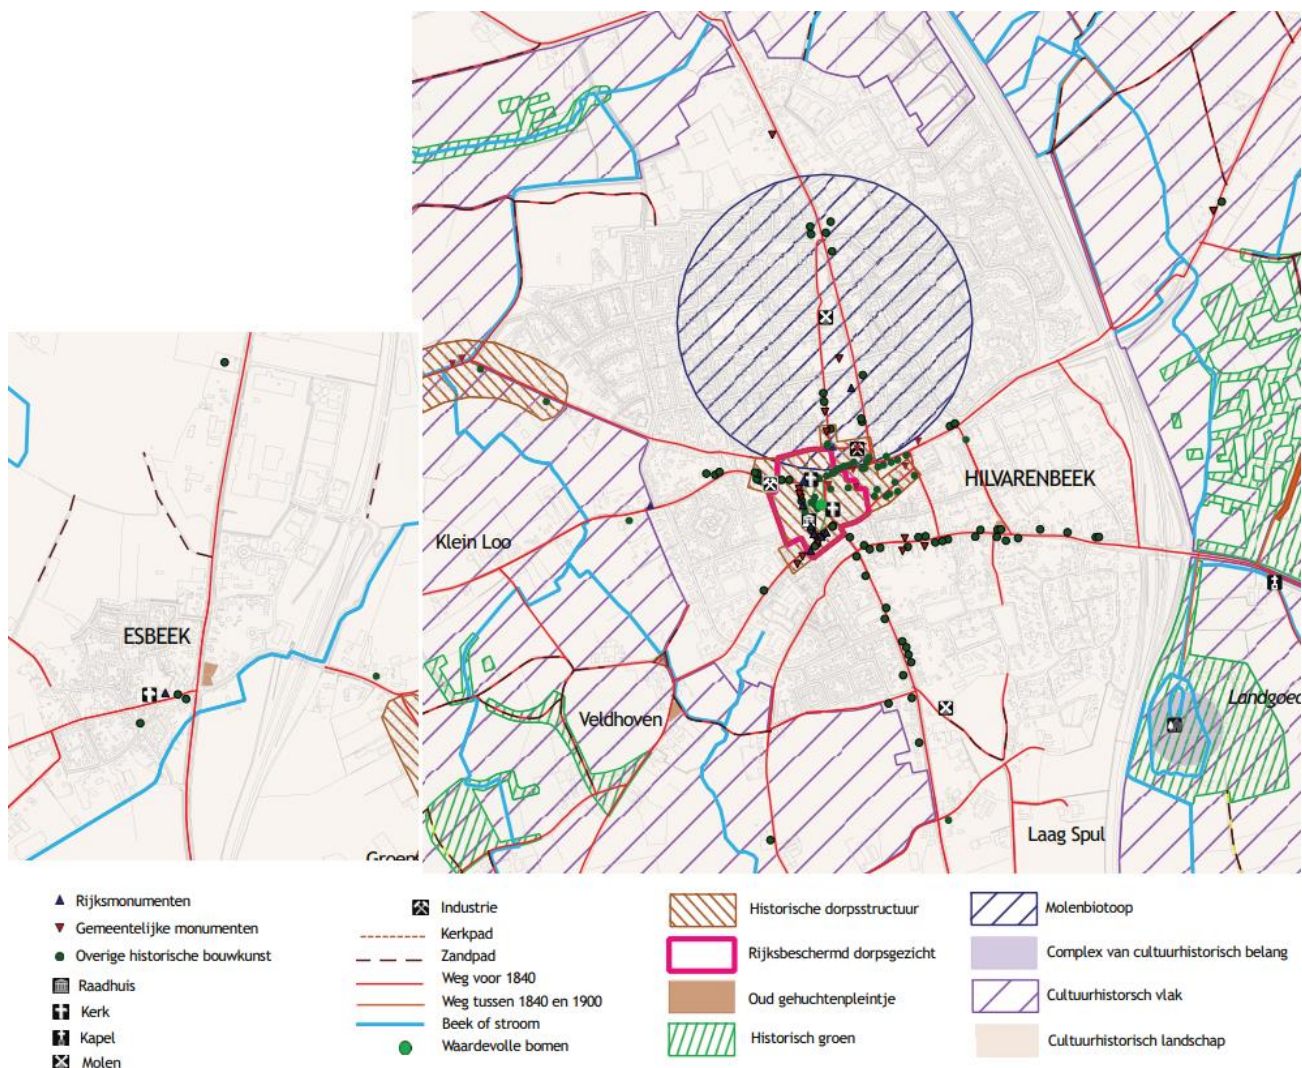 HILVARENBEEK
Klein Loo
ESBEEK
Veldhoven
Landgoed
Laag Spul
Rijksmonumenten
Gemeentelijke monumenten
Overige historische bouwkunst
Raadhuis
Kerk
Kapel
Molen
Industrie
Kerkpad
Zandpad
Weg voor 1840
Weg tussen 1840 en 1900
Beek of stroom
Waardevolle bomen
Historische dorpsstructuur
Rijksbeschermd dorpsgezicht
Oud gehuchtenpleintje
Historisch groen
Molenbiotoop
Complex van cultuurhistorisch belang
Cultuurhistorsch vlak
Cultuurhistorisch landschap